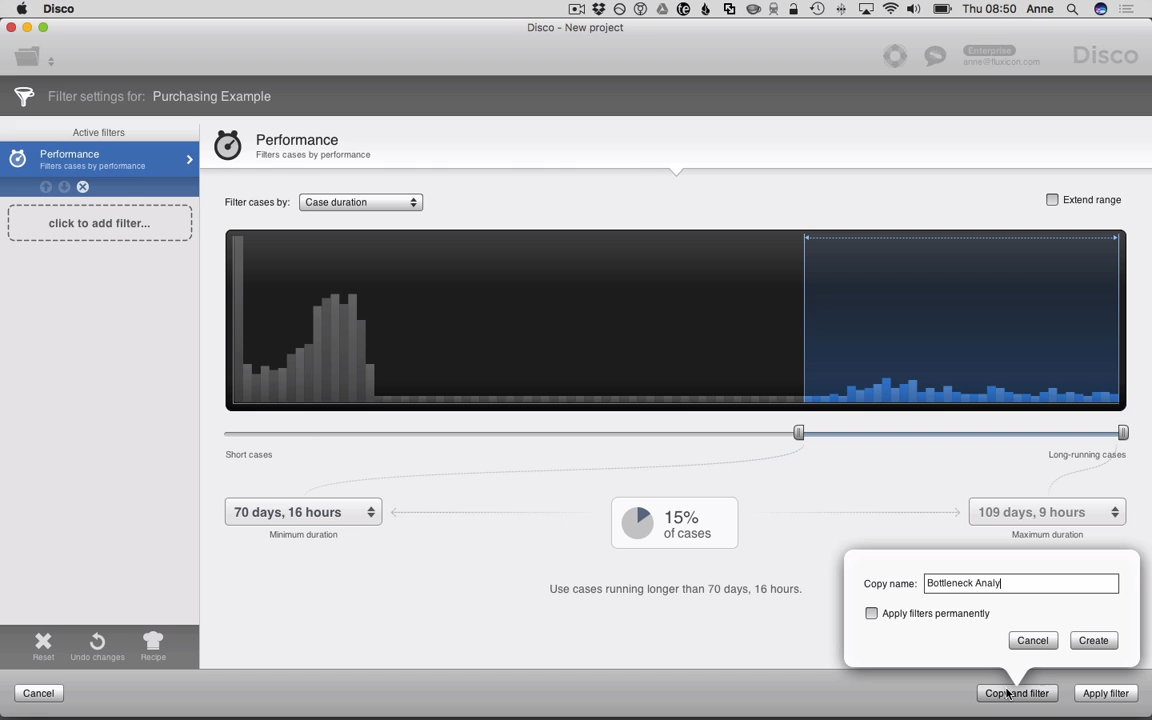 Disco
Thu 08:50 Anne
Disco - New project
Enterprise
anne@fluxicon.com
Disco
Filter settings for: Purchasing Example
Active filters
Performance
Filters cases by performance
click to add filter...
Performance
Filters cases by performance
Filter cases by: Case duration
Extend range
Short cases
Long-running cases
70 days, 16 hours
Minimum duration
15%
of cases
109 days, 9 hours
Maximum duration
Use cases running longer than 70 days, 16 hours.
Copy name: Bottleneck Analy
Apply filters permanently
Cancel
Create
Reset
Undo changes
Recipe
Cancel
Copy and filter
Apply filter